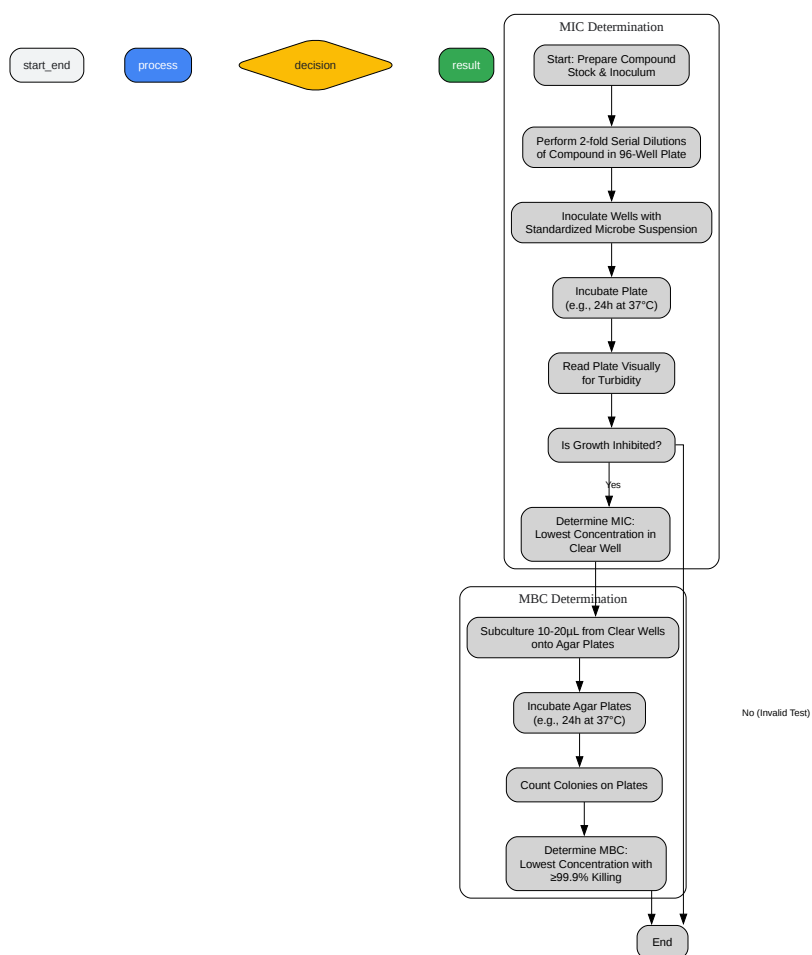 start_end
process
decision
result
MIC Determination
Start: Prepare Compound
Stock & Inoculum
Perform 2-fold Serial Dilutions
of Compound in 96-Well Plate
Inoculate Wells with
Standardized Microbe Suspension
Incubate Plate
(e.g., 24h at 37°C)
Read Plate Visually
for Turbidity
Is Growth Inhibited?
Yes
Determine MIC:
Lowest Concentration in
Clear Well
MBC Determination
Subculture 10-20µL from Clear Wells
onto Agar Plates
Incubate Agar Plates
(e.g., 24h at 37°C)
No (Invalid Test)
Count Colonies on Plates
Determine MBC:
Lowest Concentration with
≥99.9% Killing
End